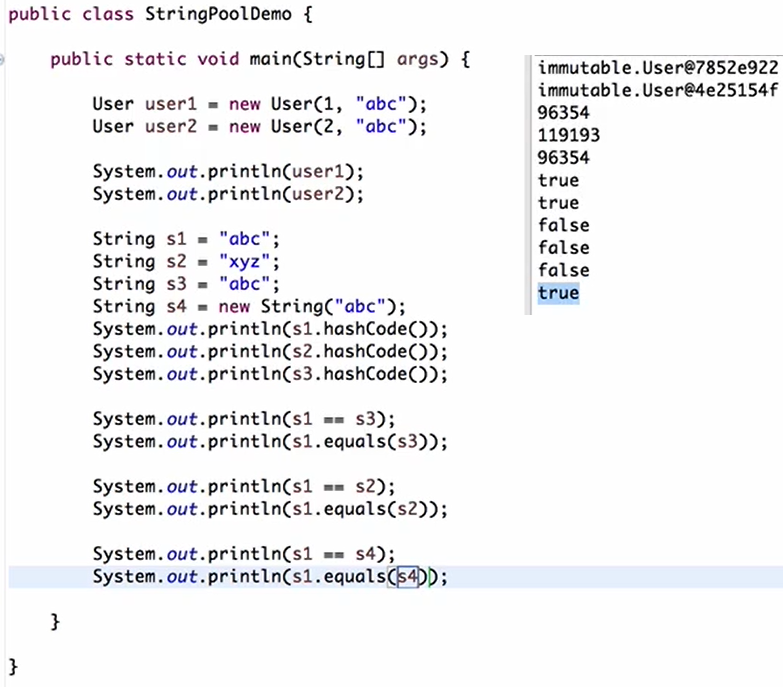 public class StringPoolDemo {
public static void main(String[] args) {
User user1 = new User(1, "abc");
User user2 = new User(2, "abc");
System.out.println(user1);
System.out.println(user2);
String s1 = "abc";
String s2 = "xyz";
String s3 = "abc";
String s4 = new String("abc");
System.out.println(s1.hashCode());
System.out.println(s2.hashCode());
System.out.println(s3.hashCode());
System.out.println(s1 == s3);
System.out.println(s1.equals(s3));
System.out.println(s1 == s2);
System.out.println(s1.equals(s2));
System.out.println(s1 == s4);
System.out.println(s1.equals(s4));
}
}
immutable.User@7852e922
immutable.User@4e25154f
96354
119193
96354
true
true
false
false
false
true